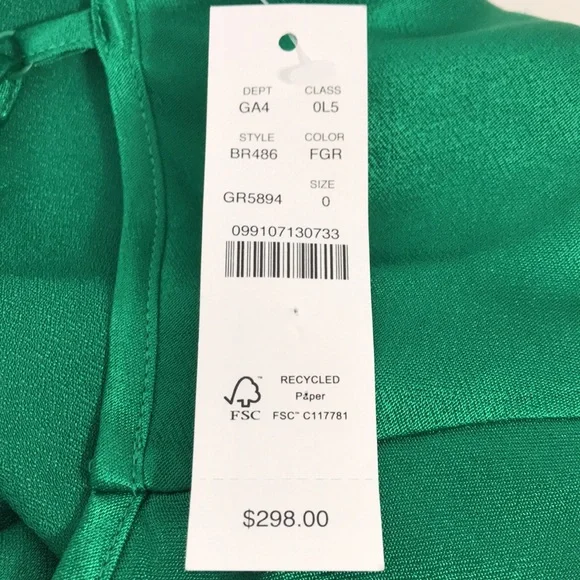 DEPT CLASS
GA4 0L5
STYLE COLOR
BR486 FGR
SIZE
GR5894 0
099107130733
RECYCLED
Paper
FSC™ C117781
™
FSC
$298.00